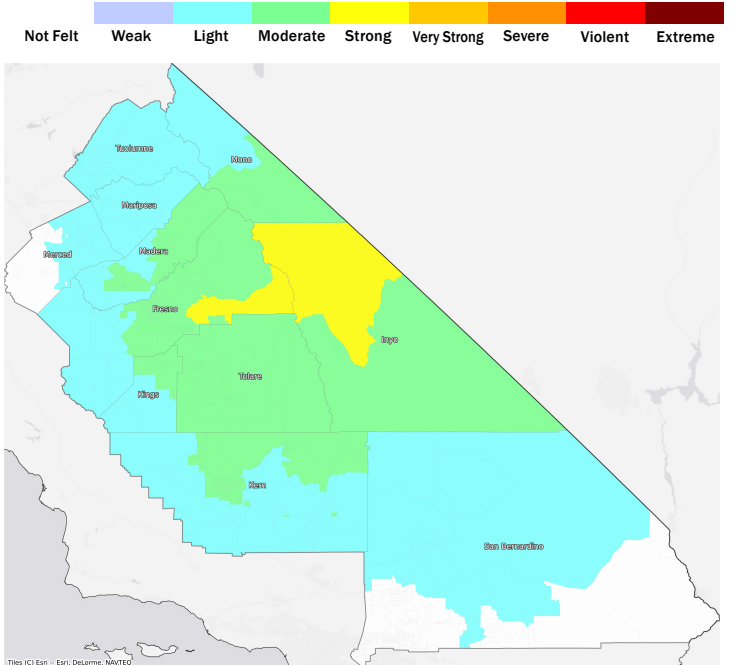 Not Felt Weak Light Moderate Strong Very Strong Severe Violent Extreme
Tuolumne
Mono
Mariposa
Madera
Merced
Fresno
Inyo
Tulare
Kings
Kern
San Bernardino
Tiles (C) Esri -- Esri, DeLorme, NAVTEQ